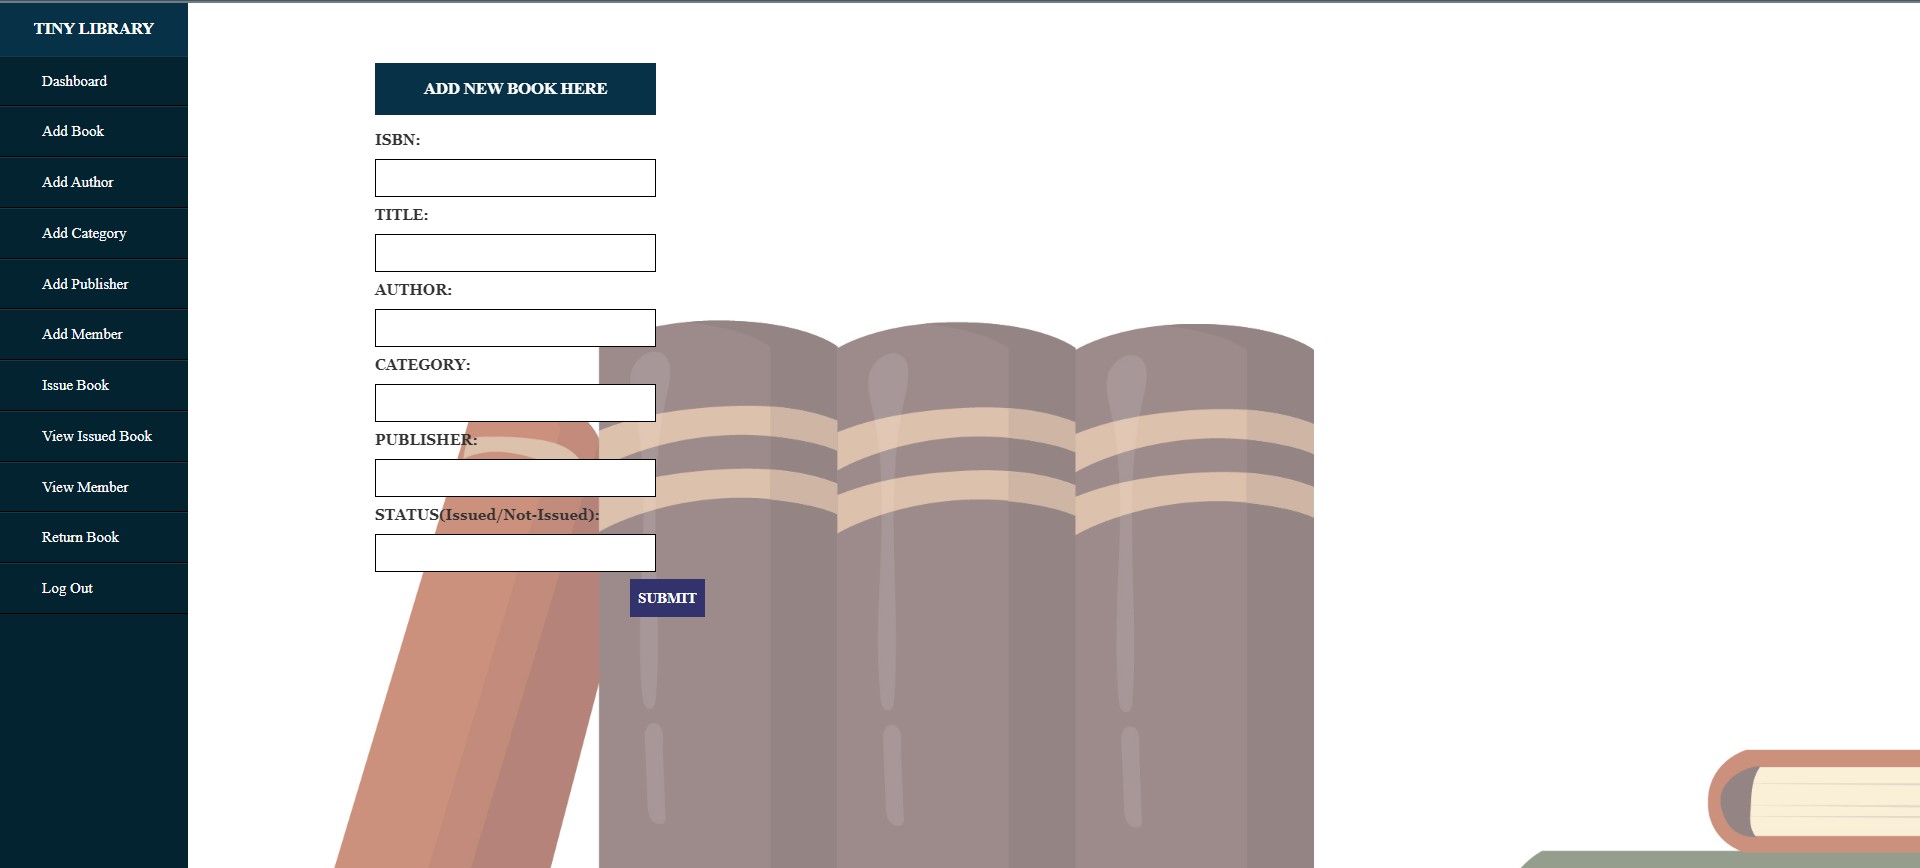 TINY LIBRARY
Dashboard
Add Book
Add Author
Add Category
Add Publisher
Add Member
Issue Book
View Issued Book
View Member
Return Book
Log Out
ADD NEW BOOK HERE
ISBN:
TITLE:
AUTHOR:
CATEGORY:
PUBLISHER:
STATUS(Issued/Not-Issued):
SUBMIT